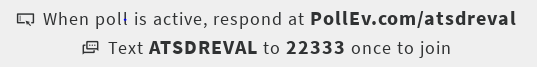 When poll is active, respond at PollEv.com/atsdreval
Text ATSDREVAL to 22333 once to join